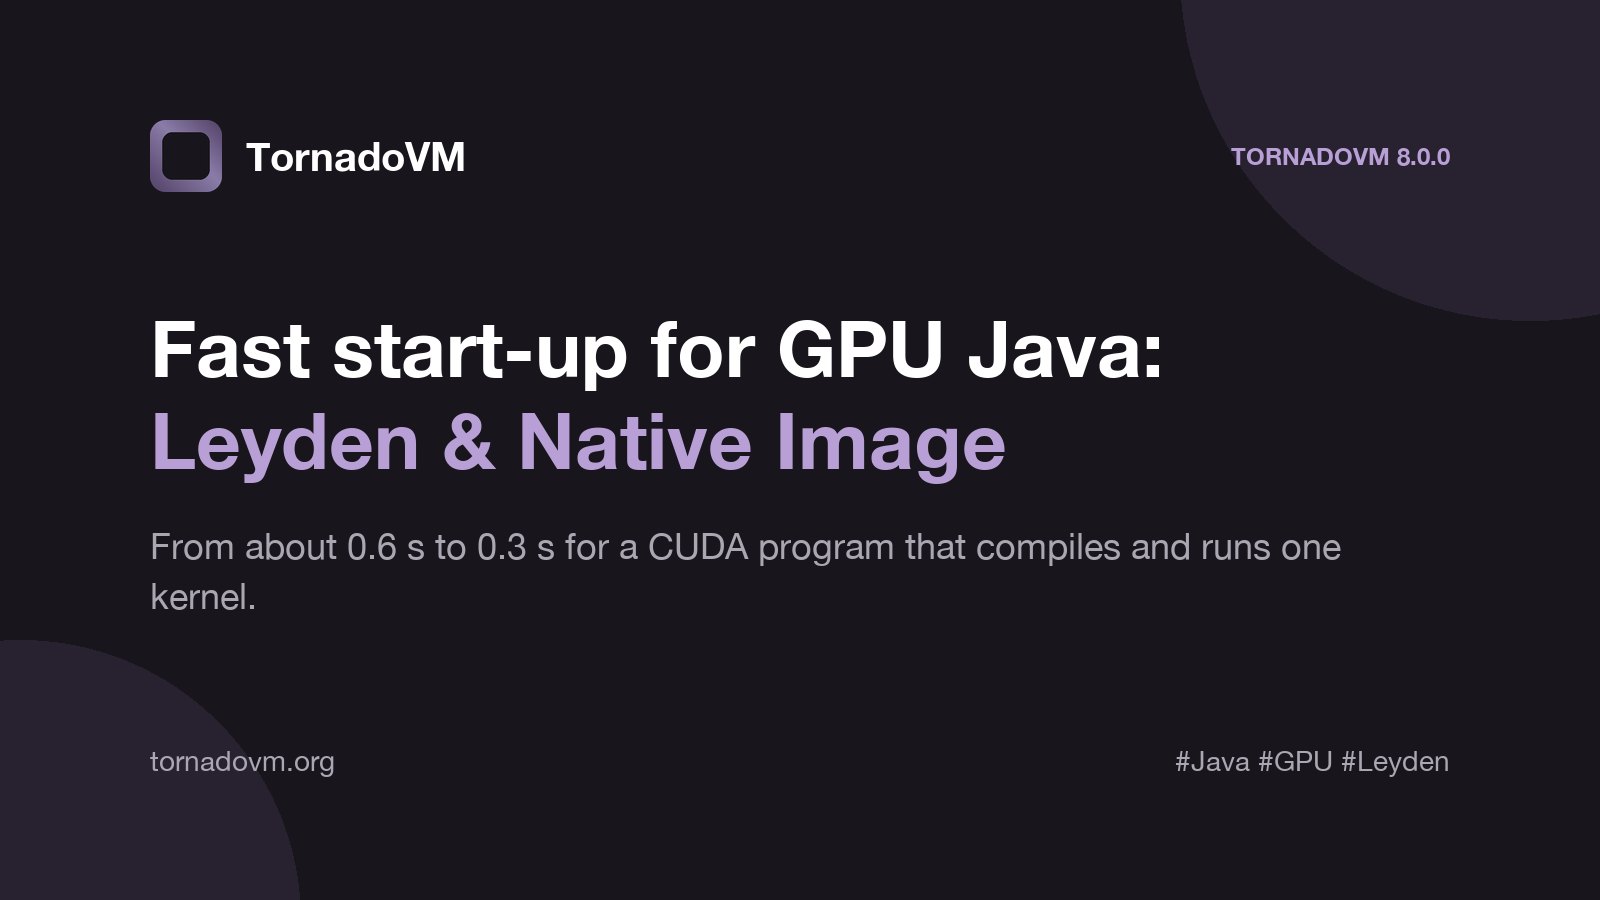 TornadoVM
TORNADOVM 8.0.0
Fast start-up for GPU Java:
Leyden & Native Image
From about 0.6 s to 0.3 s for a CUDA program that compiles and runs one
kernel.
tornadovm.org
#Java #GPU #Leyden